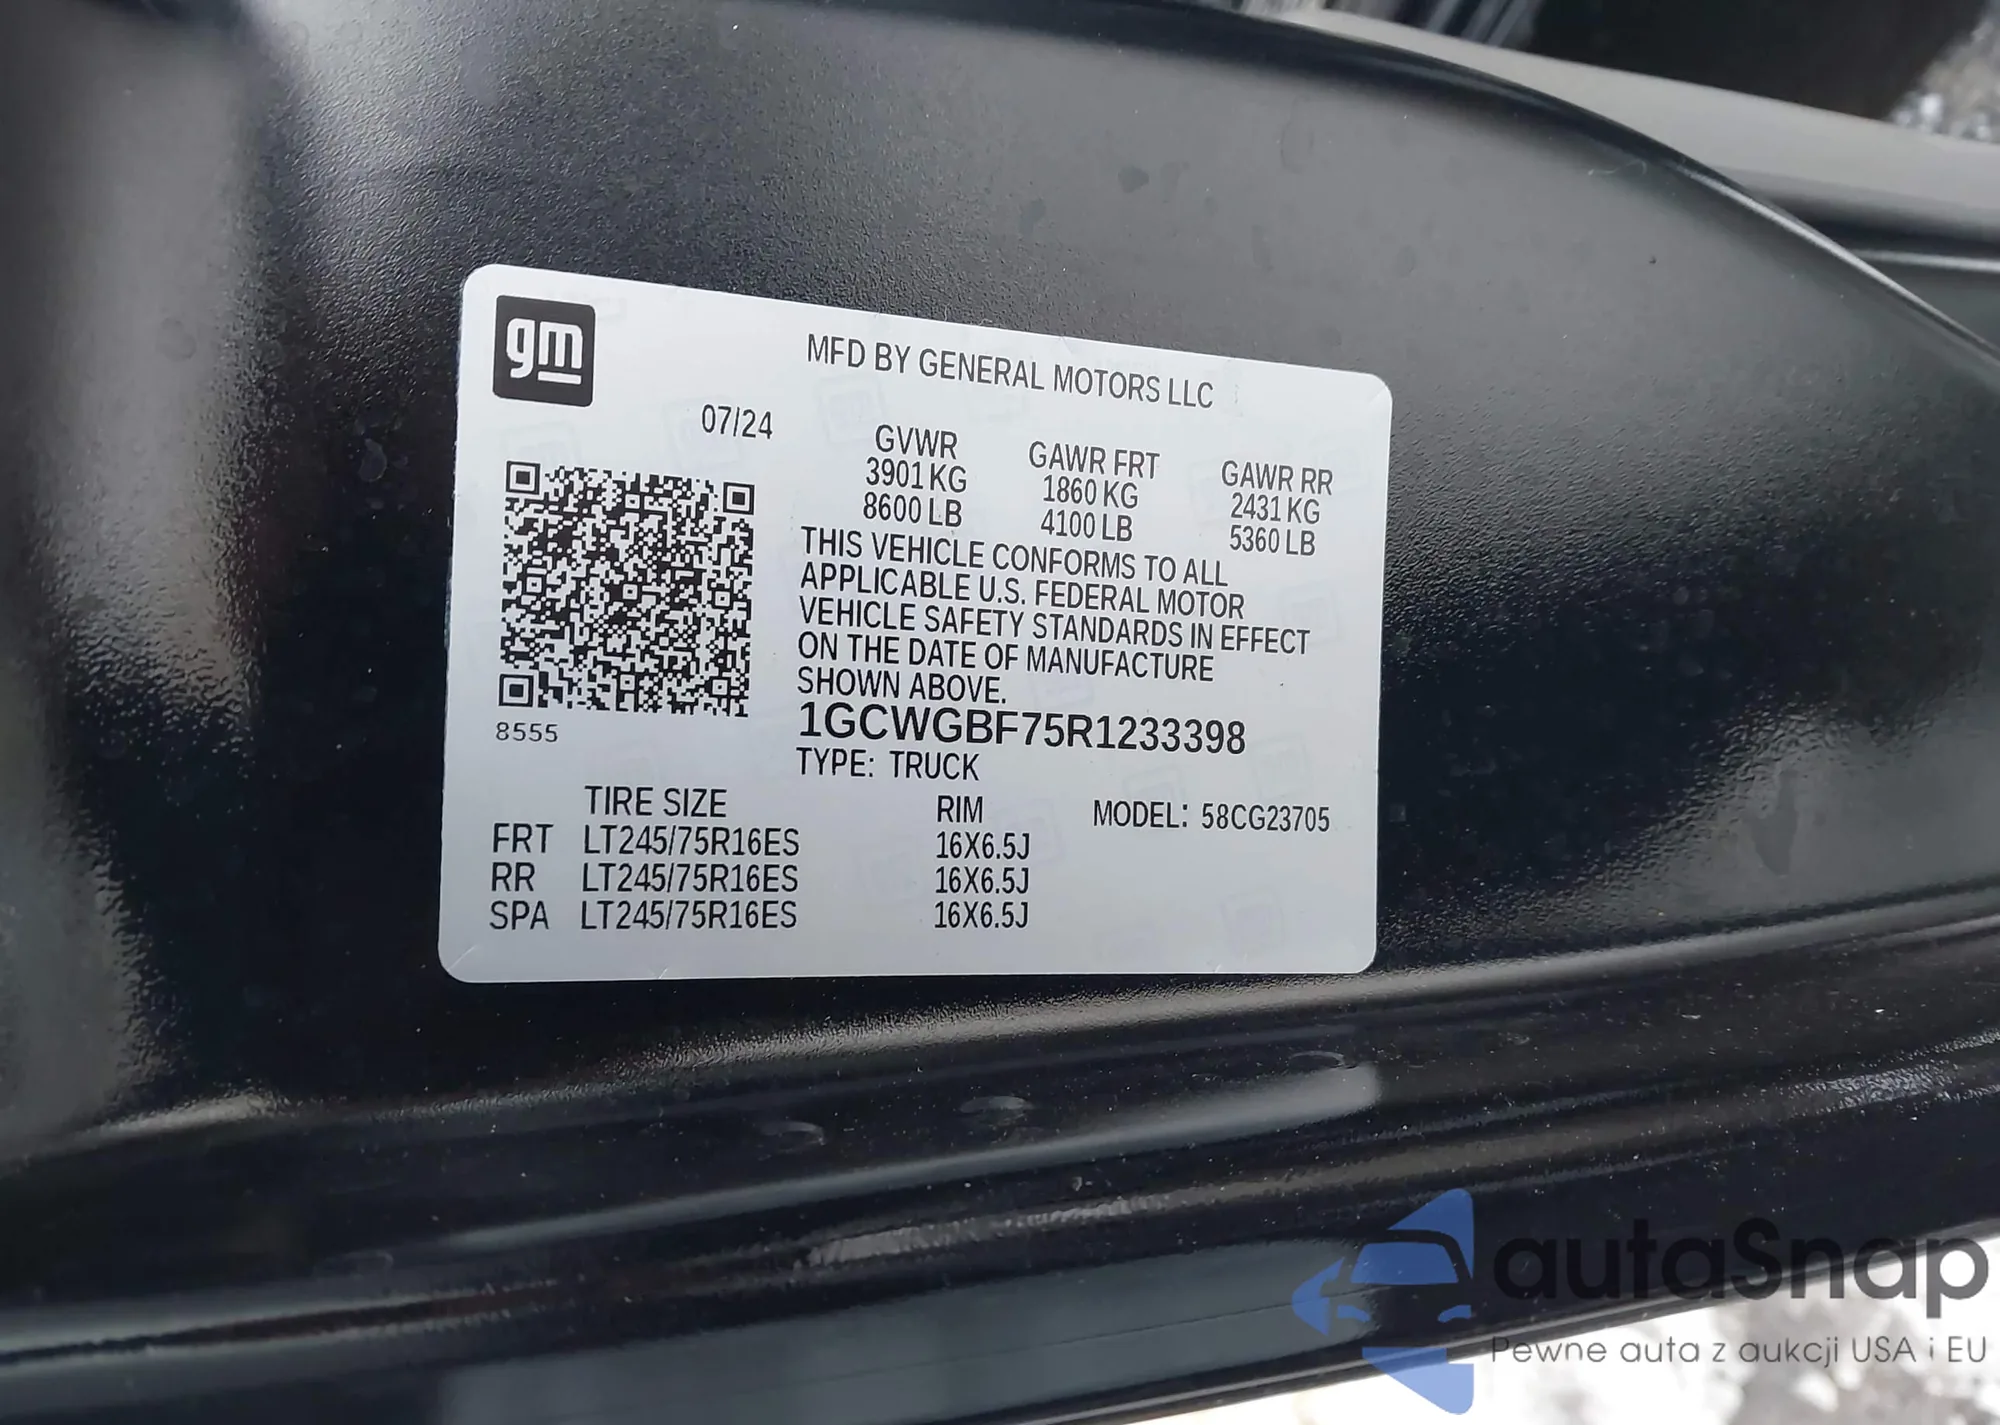 gm
MFD BY GENERAL MOTORS LLC
07/24
GVWR GAWR FRT GAWR RR
3901 KG 1860 KG 2431 KG
8600 LB 4100 LB 5360 LB
THIS VEHICLE CONFORMS TO ALL
APPLICABLE U.S. FEDERAL MOTOR
VEHICLE SAFETY STANDARDS IN EFFECT
ON THE DATE OF MANUFACTURE
SHOWN ABOVE.
1GCWGBF75R1233398
8555
TYPE: TRUCK
TIRE SIZE RIM MODEL: 58CG23705
FRT LT245/75R16ES 16X6.5J
RR LT245/75R16ES 16X6.5J
SPA LT245/75R16ES 16X6.5J
autaSnap
Pewne auta z aukcji USA i EU